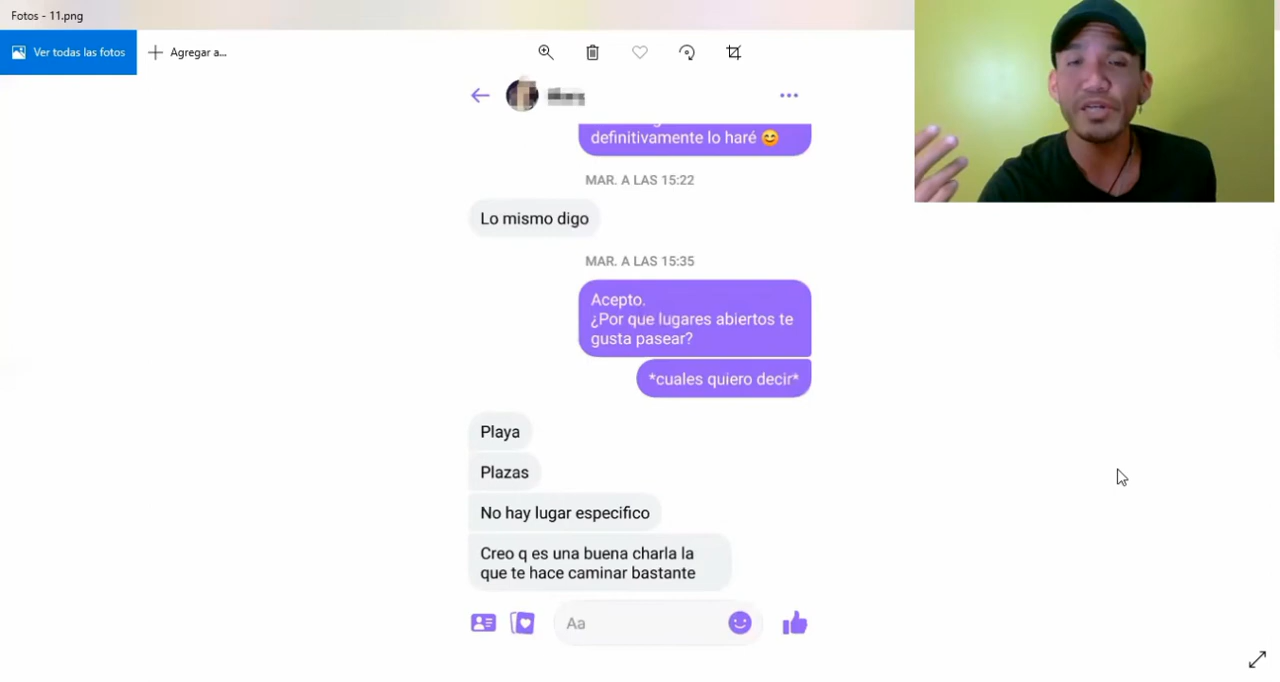 Fotos - 11.png
Ver todas las fotos
Agregar a...
definitivamente lo haré 😊
MAR. A LAS 15:22
Lo mismo digo
MAR. A LAS 15:35
Acepto.
¿Por que lugares abiertos te
gusta pasear?
*cuales quiero decir*
Playa
Plazas
No hay lugar especifico
Creo q es una buena charla la
que te hace caminar bastante
Aa